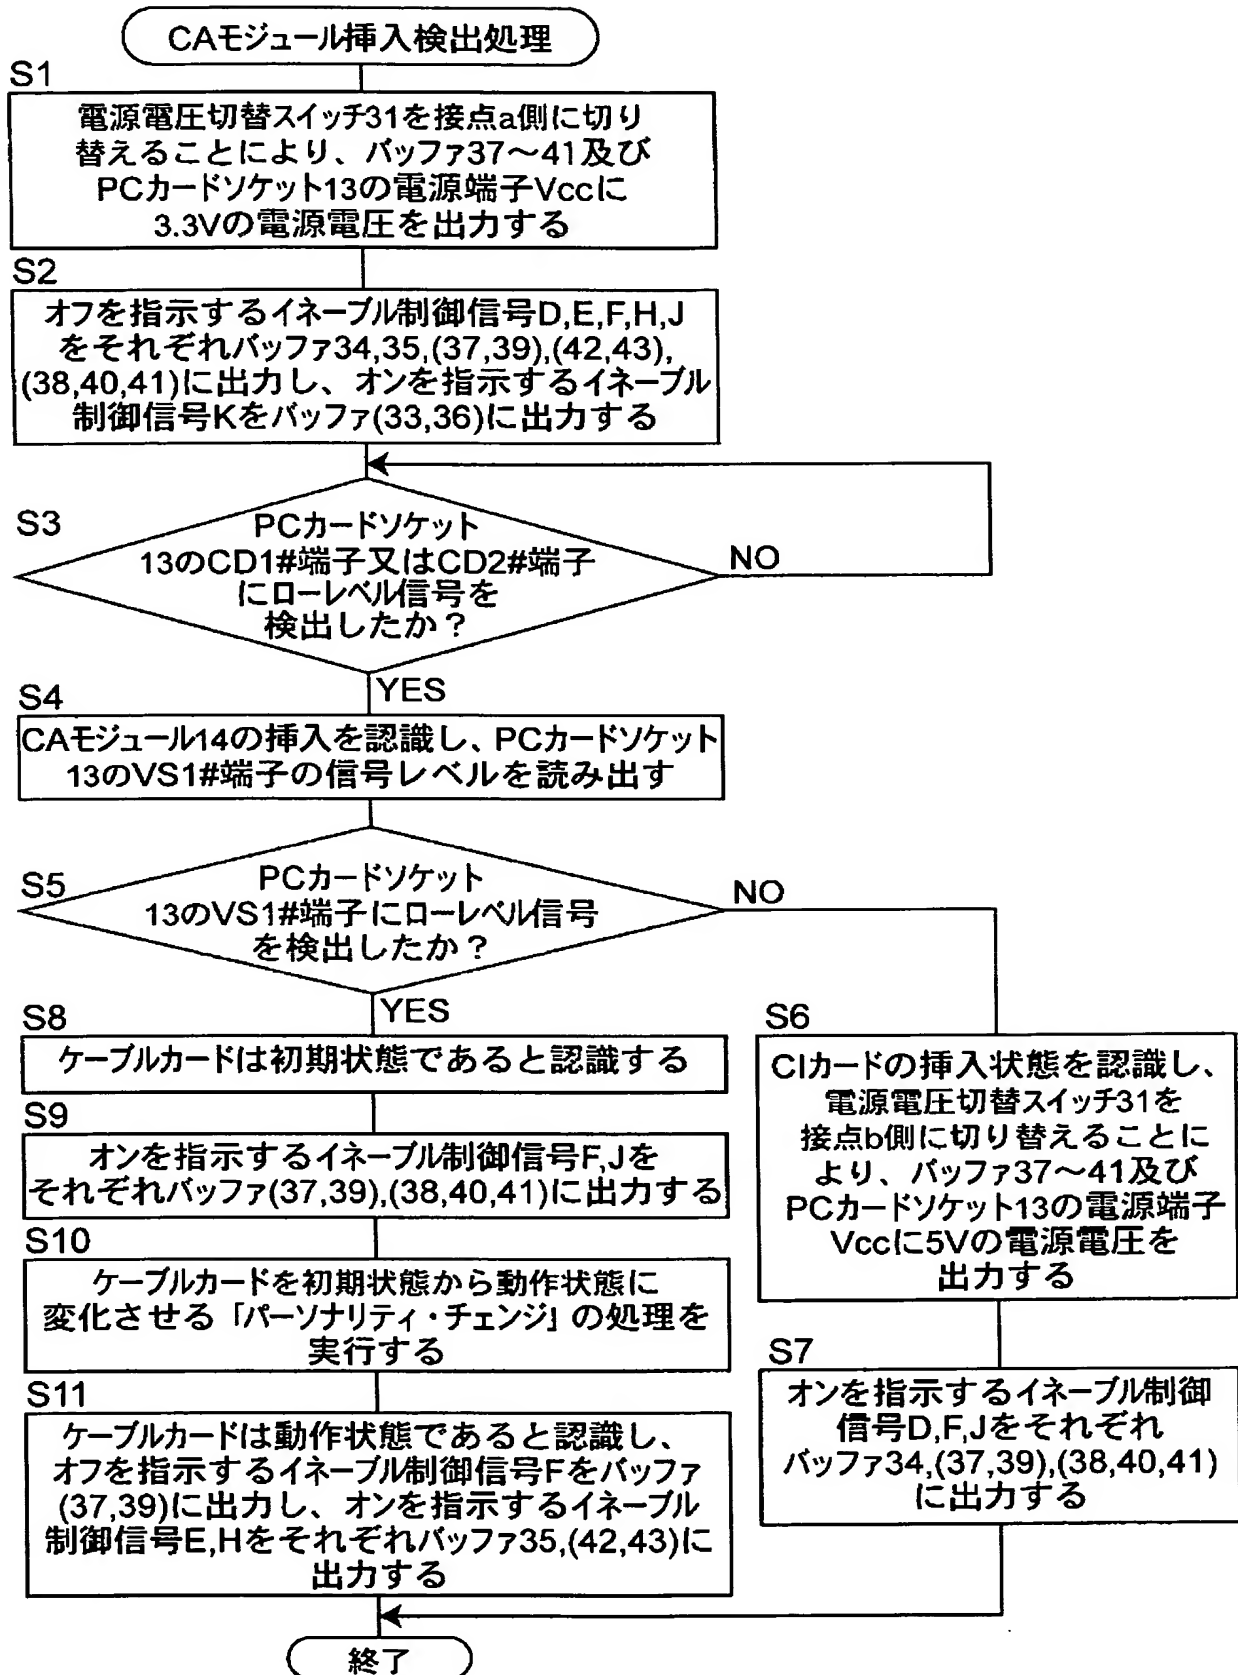 CAモジュール挿入検出処理
S1
電源電圧切替スイッチ31を接点a側に切り
替えることにより、バッファ37～41及び
PCカードソケット13の電源端子Vccに
3.3Vの電源電圧を出力する
S2
オフを指示するイネーブル制御信号D,E,F,H,J
をそれぞれバッファ34,35,(37,39),(42,43),
(38,40,41)に出力し、オンを指示するイネーブル
制御信号Kをバッファ(33,36)に出力する
S3
PCカードソケット
13のCD1#端子又はCD2#端子
にローレベル信号を
検出したか？
NO
YES
S4
CAモジュール14の挿入を認識し、PCカードソケット
13のVS1#端子の信号レベルを読み出す
S5
PCカードソケット
13のVS1#端子にローレベル信号
を検出したか？
NO
YES
S8
ケーブルカードは初期状態であると認識する
S9
オンを指示するイネーブル制御信号F,Jを
それぞれバッファ(37,39),(38,40,41)に出力する
S10
ケーブルカードを初期状態から動作状態に
変化させる「パーソナリティ・チェンジ」の処理を
実行する
S11
ケーブルカードは動作状態であると認識し、
オフを指示するイネーブル制御信号Fをバッファ
(37,39)に出力し、オンを指示するイネーブル
制御信号E,Hをそれぞれバッファ35,(42,43)に
出力する
S6
CIカードの挿入状態を認識し、
電源電圧切替スイッチ31を
接点b側に切り替えることに
より、バッファ37～41及び
PCカードソケット13の電源端子
Vccに5Vの電源電圧を
出力する
S7
オンを指示するイネーブル制御
信号D,F,Jをそれぞれ
バッファ34,(37,39),(38,40,41)
に出力する
終了